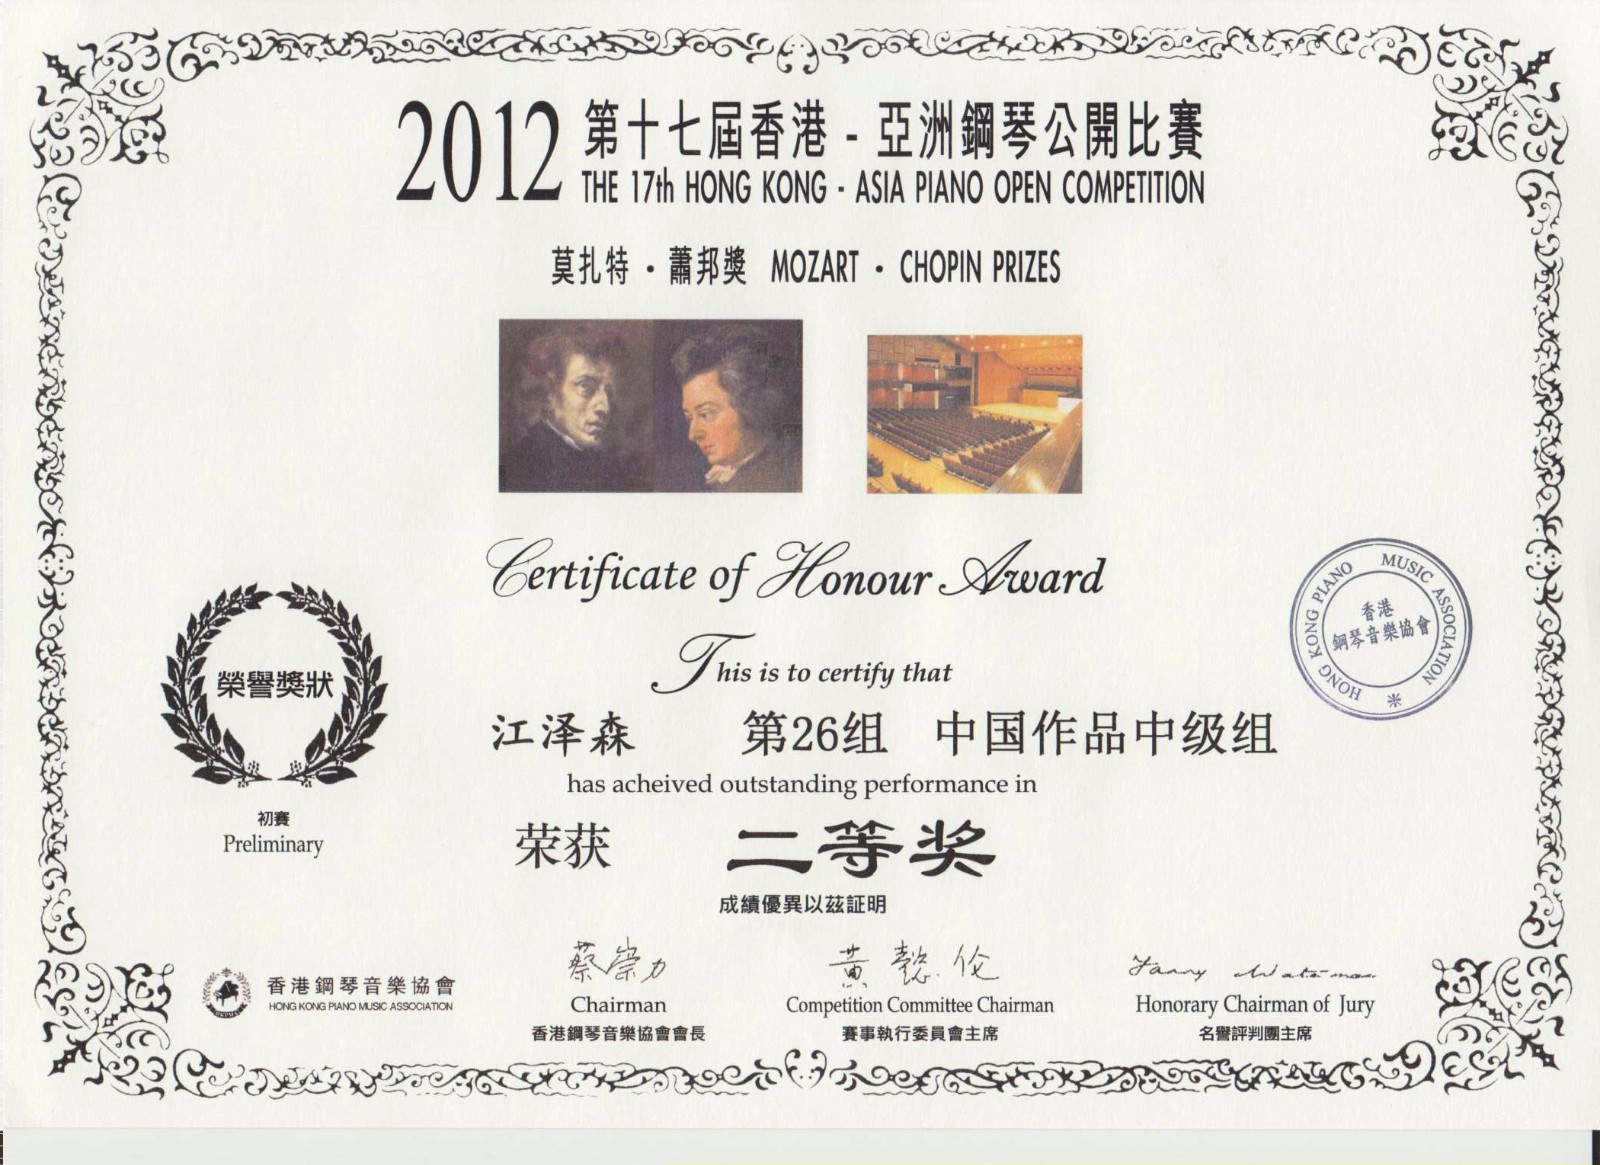 2012 第十七屆香港 - 亞洲鋼琴公開比賽
THE 17th HONG KONG - ASIA PIANO OPEN COMPETITION
莫扎特 · 蕭邦獎 MOZART · CHOPIN PRIZES
Certificate of Honour Award
This is to certify that
江泽森 第26组 中国作品中级组
has acheived outstanding performance in
荣获 二等奖
成績優異以茲証明
榮譽獎狀
初賽
Preliminary
HONG KONG PIANO MUSIC ASSOCIATION
香港
鋼琴音樂協會
香港鋼琴音樂協會
HONG KONG PIANO MUSIC ASSOCIATION
HKPMA
蔡崇力
Chairman
香港鋼琴音樂協會會長
黃懿伦
Competition Committee Chairman
賽事執行委員會主席
Fanny Waterman
Honorary Chairman of Jury
名譽評判團主席